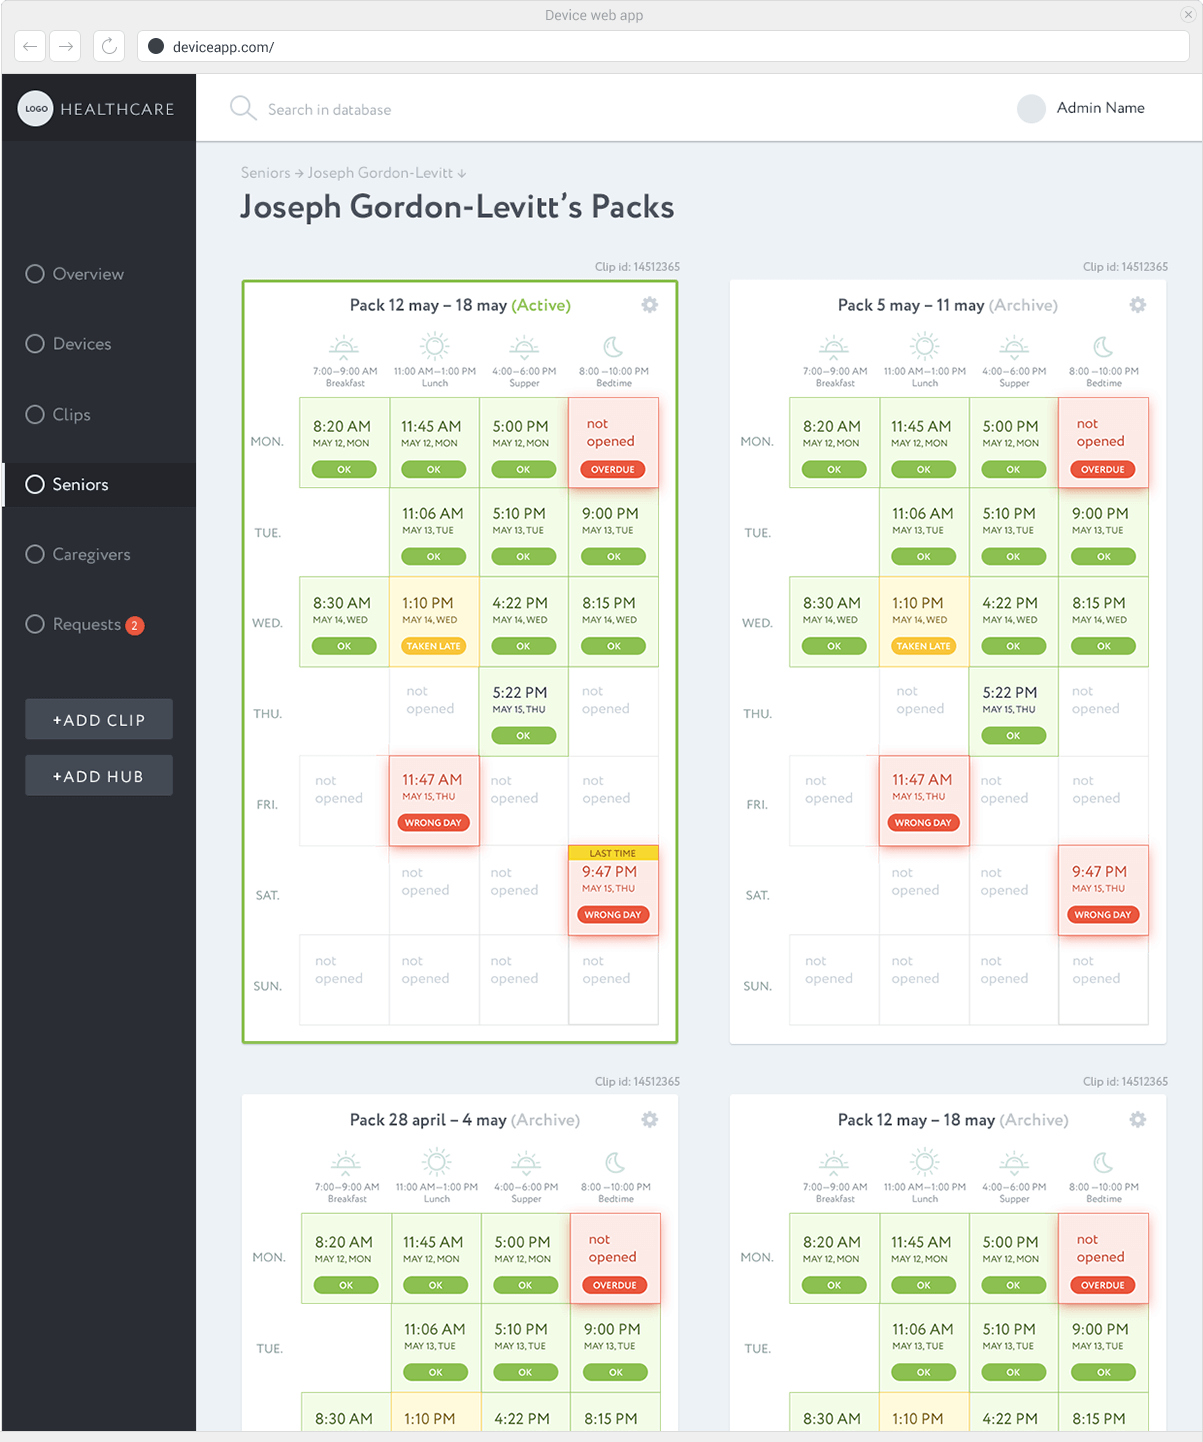 Device web app
deviceapp.com/
LOGO HEALTHCARE
Search in database
Admin Name
Overview
Devices
Clips
Seniors
Caregivers
Requests 2
+ADD CLIP
+ADD HUB
Seniors → Joseph Gordon-Levitt ↓
Joseph Gordon-Levitt’s Packs
Clip id: 14512365
Pack 12 may – 18 may (Active)
7:00–9:00 AM 11:00 AM–1:00 PM 4:00–6:00 PM 8:00 –10:00 PM
Breakfast Lunch Supper Bedtime
MON.
8:20 AM 11:45 AM 5:00 PM not opened
MAY 12, MON MAY 12, MON MAY 12, MON
OK OK OK OVERDUE
TUE.
11:06 AM 5:10 PM 9:00 PM
MAY 13, TUE MAY 13, TUE MAY 13, TUE
OK OK OK
WED.
8:30 AM 1:10 PM 4:22 PM 8:15 PM
MAY 14, WED MAY 14, WED MAY 14, WED MAY 14, WED
OK TAKEN LATE OK OK
THU.
not opened 5:22 PM not opened
MAY 15, THU
OK
FRI.
not opened 11:47 AM not opened not opened
MAY 15, THU
WRONG DAY
SAT.
LAST TIME
not opened not opened 9:47 PM
MAY 15, THU
WRONG DAY
SUN.
not opened not opened not opened not opened
Clip id: 14512365
Pack 5 may – 11 may (Archive)
7:00–9:00 AM 11:00 AM–1:00 PM 4:00–6:00 PM 8:00 –10:00 PM
Breakfast Lunch Supper Bedtime
MON.
8:20 AM 11:45 AM 5:00 PM not opened
MAY 12, MON MAY 12, MON MAY 12, MON
OK OK OK OVERDUE
TUE.
11:06 AM 5:10 PM 9:00 PM
MAY 13, TUE MAY 13, TUE MAY 13, TUE
OK OK OK
WED.
8:30 AM 1:10 PM 4:22 PM 8:15 PM
MAY 14, WED MAY 14, WED MAY 14, WED MAY 14, WED
OK TAKEN LATE OK OK
THU.
not opened 5:22 PM not opened
MAY 15, THU
OK
FRI.
not opened 11:47 AM not opened not opened
MAY 15, THU
WRONG DAY
SAT.
not opened not opened 9:47 PM
MAY 15, THU
WRONG DAY
SUN.
not opened not opened not opened not opened
Clip id: 14512365
Pack 28 april – 4 may (Archive)
7:00–9:00 AM 11:00 AM–1:00 PM 4:00–6:00 PM 8:00 –10:00 PM
Breakfast Lunch Supper Bedtime
MON.
8:20 AM 11:45 AM 5:00 PM not opened
MAY 12, MON MAY 12, MON MAY 12, MON
OK OK OK OVERDUE
TUE.
11:06 AM 5:10 PM 9:00 PM
MAY 13, TUE MAY 13, TUE MAY 13, TUE
OK OK OK
8:30 AM 1:10 PM 4:22 PM 8:15 PM
Clip id: 14512365
Pack 12 may – 18 may (Archive)
7:00–9:00 AM 11:00 AM–1:00 PM 4:00–6:00 PM 8:00 –10:00 PM
Breakfast Lunch Supper Bedtime
MON.
8:20 AM 11:45 AM 5:00 PM not opened
MAY 12, MON MAY 12, MON MAY 12, MON
OK OK OK OVERDUE
TUE.
11:06 AM 5:10 PM 9:00 PM
MAY 13, TUE MAY 13, TUE MAY 13, TUE
OK OK OK
8:30 AM 1:10 PM 4:22 PM 8:15 PM